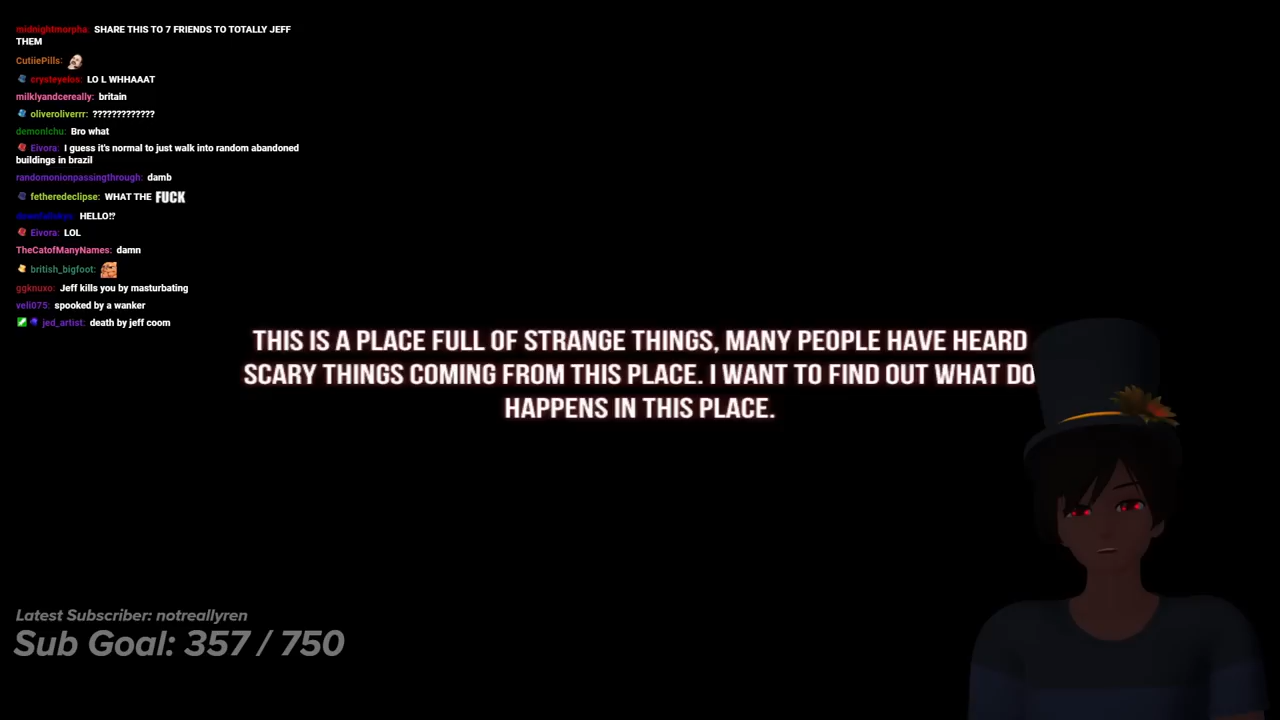 midnightmorpha: SHARE THIS TO 7 FRIENDS TO TOTALLY JEFF
THEM
CutiiePills:
crysteyelos: LO L WHHAAAT
milklyandcereally: britain
oliveroliverrr: ?????????????
demonlchu: Bro what
Eivora: I guess it's normal to just walk into random abandoned
buildings in brazil
randomonionpassingthrough: damb
fetheredeclipse: WHAT THE FUCK
HELLO!?
Eivora: LOL
TheCatofManyNames: damn
british_bigfoot:
ggknuxo: Jeff kills you by masturbating
veli075: spooked by a wanker
jed_artist: death by jeff coom
THIS IS A PLACE FULL OF STRANGE THINGS, MANY PEOPLE HAVE HEARD
SCARY THINGS COMING FROM THIS PLACE. I WANT TO FIND OUT WHAT DO
HAPPENS IN THIS PLACE.
Latest Subscriber: notreallyren
Sub Goal: 357 / 750